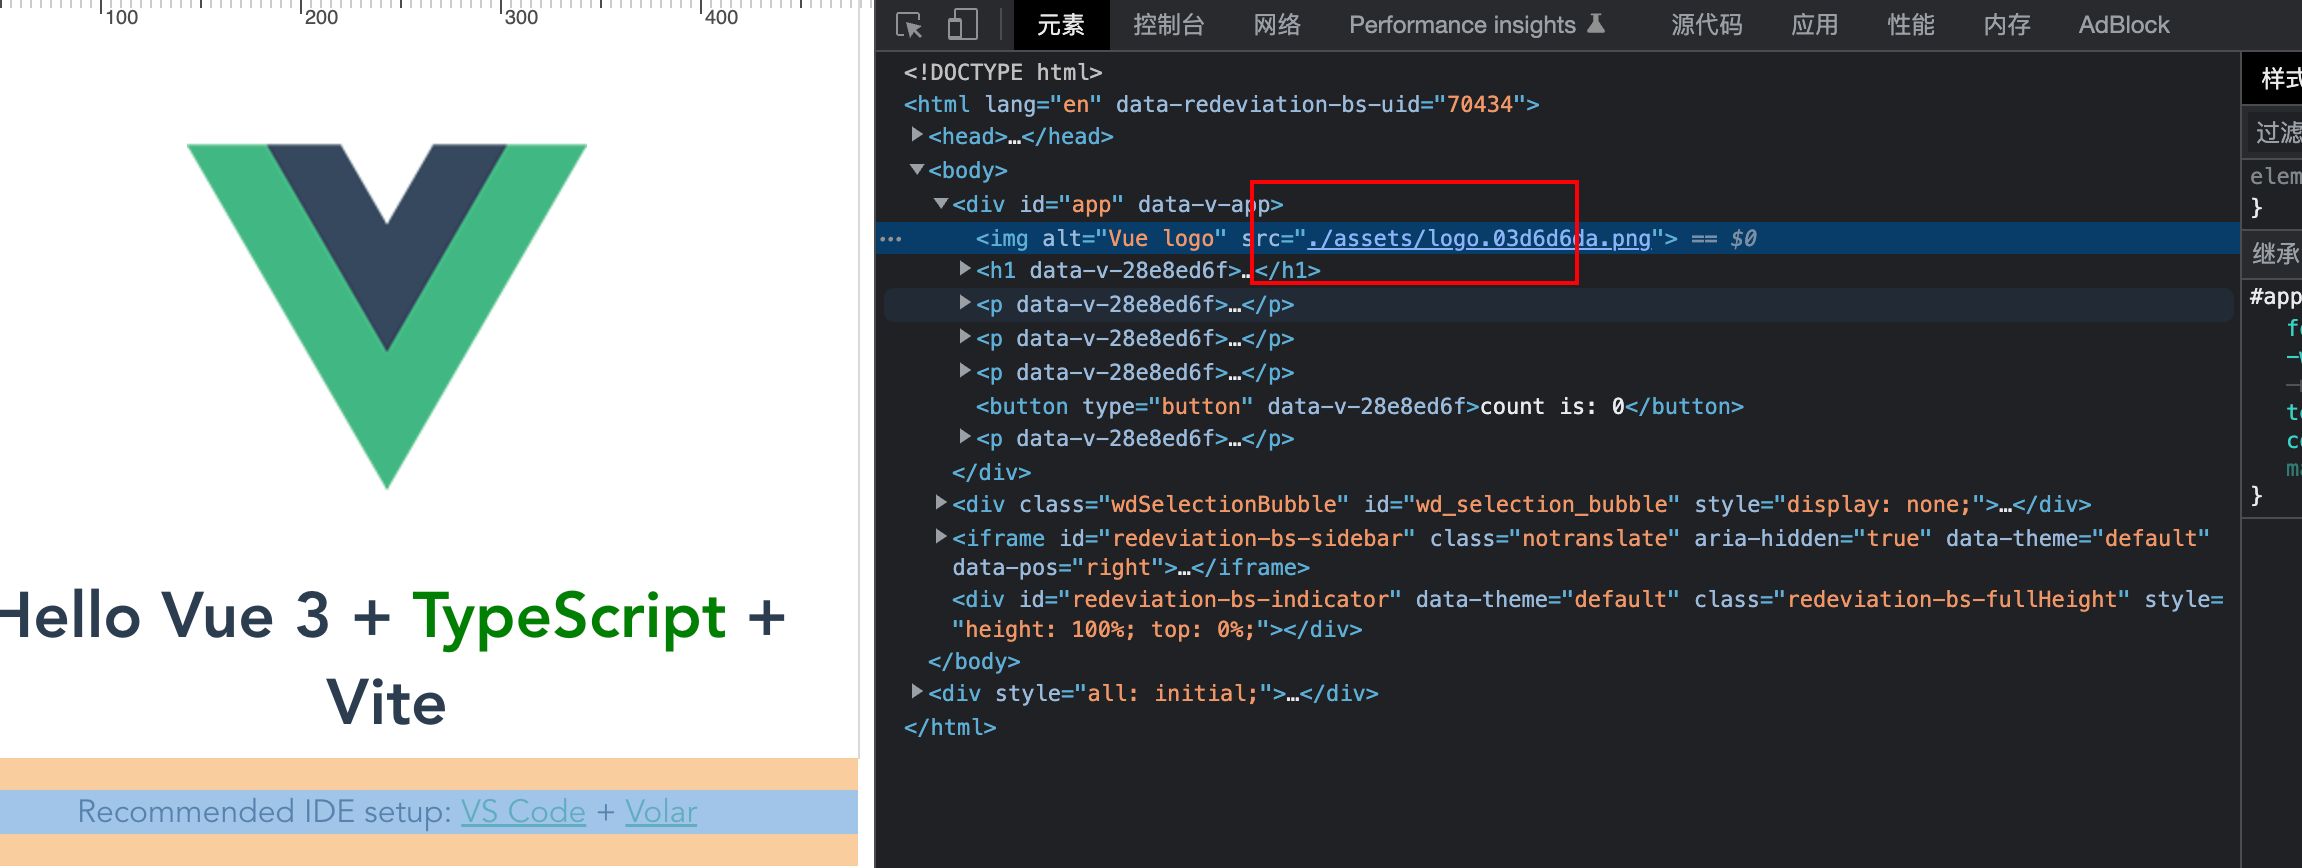 100
200
300
400
Hello Vue 3 + TypeScript +
Vite
Recommended IDE setup: VS Code + Volar
元素
控制台
网络
Performance insights
源代码
应用
性能
内存
AdBlock
<!DOCTYPE html>
<html lang="en" data-redeviation-bs-uid="70434">
<head>…</head>
<body>
<div id="app" data-v-app>
<img alt="Vue logo" src="./assets/logo.03d6d6da.png"> == $0
<h1 data-v-28e8ed6f>…</h1>
<p data-v-28e8ed6f>…</p>
<p data-v-28e8ed6f>…</p>
<p data-v-28e8ed6f>…</p>
<button type="button" data-v-28e8ed6f>count is: 0</button>
<p data-v-28e8ed6f>…</p>
</div>
<div class="wdSelectionBubble" id="wd_selection_bubble" style="display: none;">…</div>
<iframe id="redeviation-bs-sidebar" class="notranslate" aria-hidden="true" data-theme="default"
data-pos="right">…</iframe>
<div id="redeviation-bs-indicator" data-theme="default" class="redeviation-bs-fullHeight" style=
"height: 100%; top: 0%;"></div>
</body>
<div style="all: initial;">…</div>
</html>
样式
过滤
elem
}
继承
#app
}